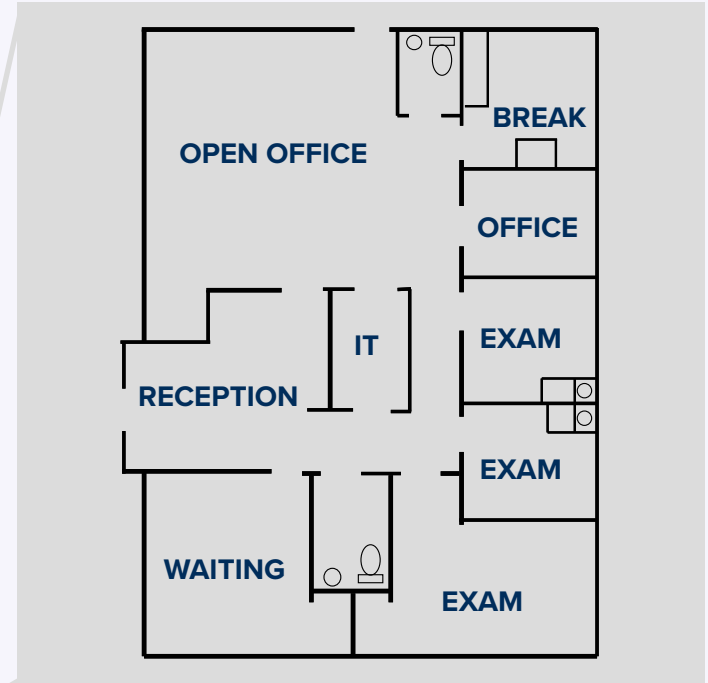 BREAK
OPEN OFFICE
OFFICE
EXAM
IT
RECEPTION
EXAM
WAITING
EXAM